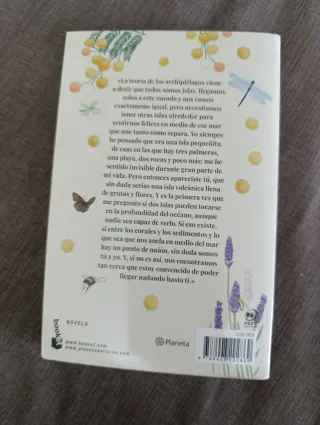 «La teoría de los archipiélagos viene
a decir que todos somos islas, llegamos
solos a este mundo y nos vamos
exactamente igual, pero necesitamos
tener otras islas alrededor para
sentirnos felices en medio de ese mar
que une tanto como separa. Yo siempre
he pensado que era una isla pequeñita,
de esas en las que hay tres palmeras,
una playa, dos rocas y poco más; me he
sentido invisible durante gran parte de
mi vida. Pero entonces apareciste tú, que
sin duda serías una isla volcánica llena
de grutas y flores. Y es la primera vez que
me pregunto si dos islas pueden tocarse
en la profundidad del océano, aunque
nadie sea capaz de verlo. Si eso existe,
si entre los corales y los sedimentos y lo
que sea que nos ancla en medio del mar
hay un punto de unión, sin duda somos
tú y yo. Y, si no es así, nos encontramos
tan cerca que estoy convencido de poder
llegar nadando hasta ti.»
NOVELA
booket
www.booket.com
www.planetadelibros.com
Planeta